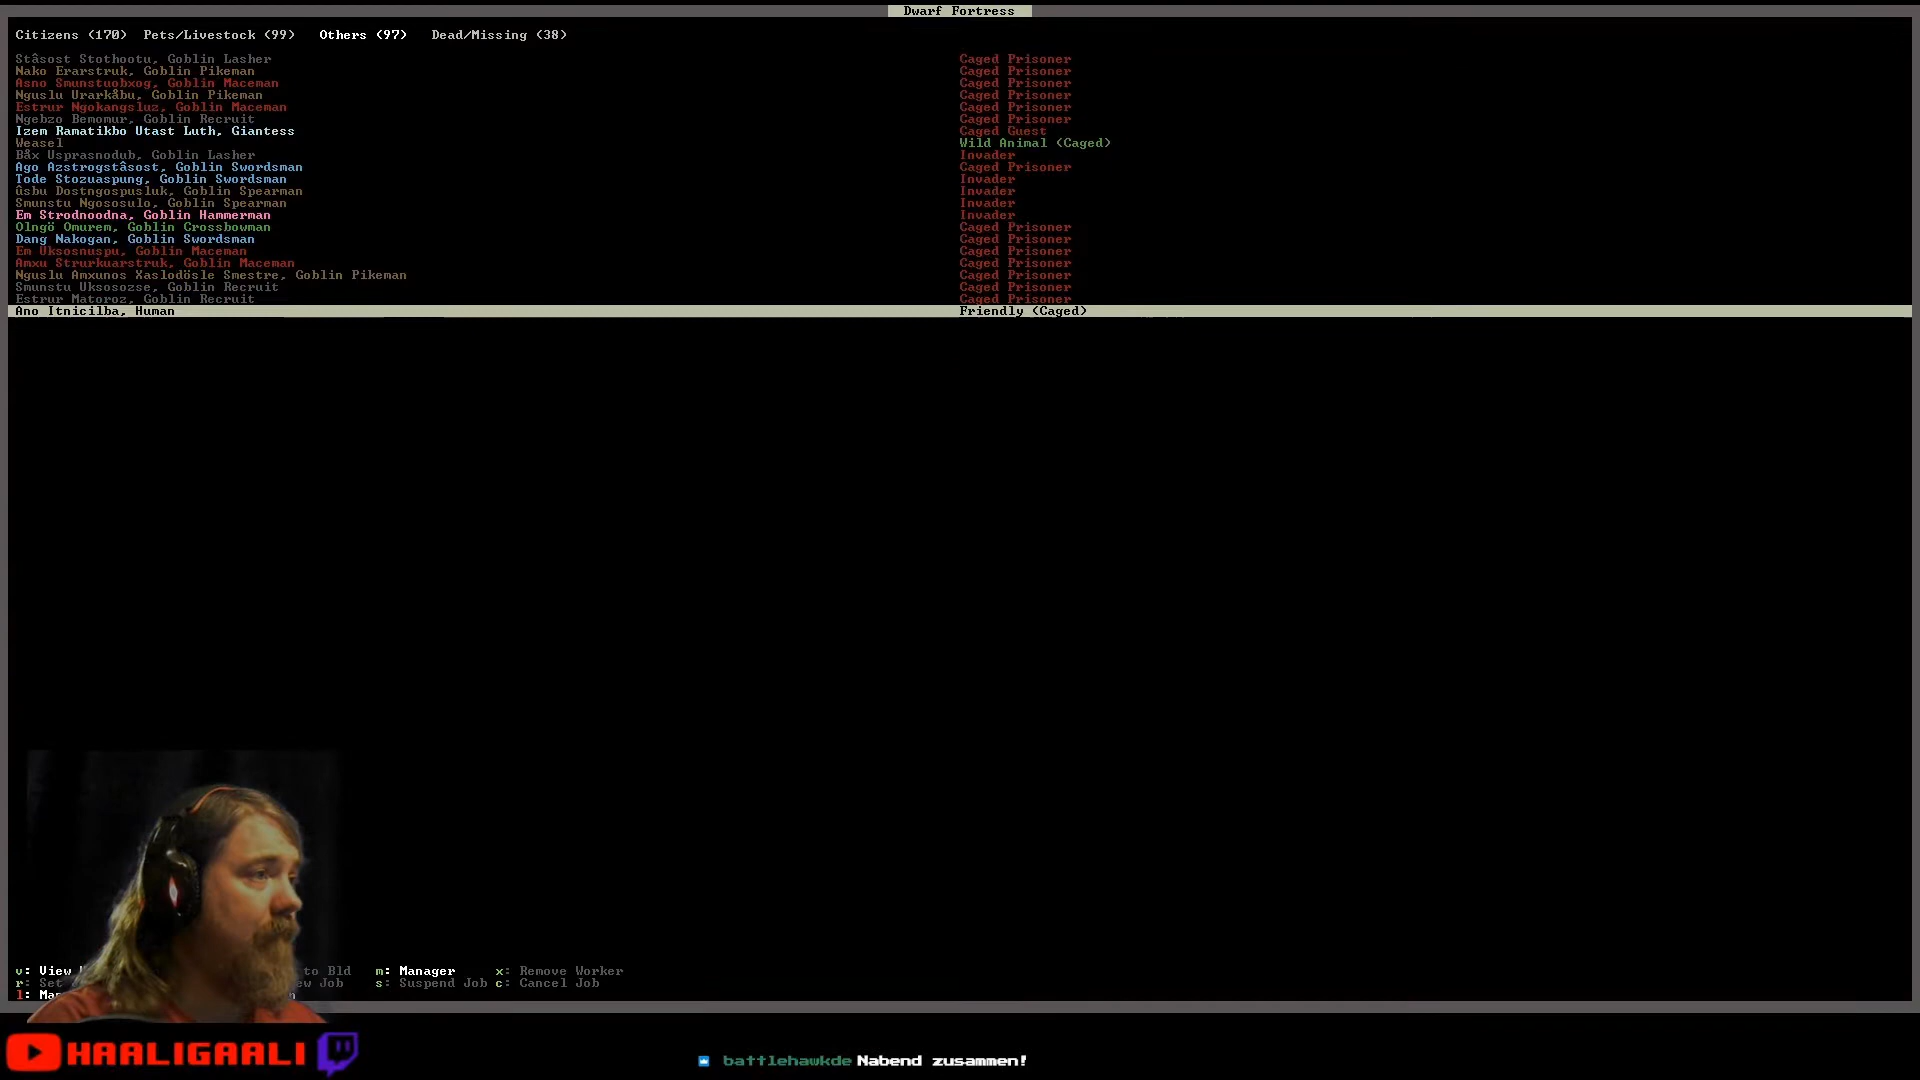 Dwarf Fortress
Citizens (170) Pets/Livestock (99) Others (97) Dead/Missing (38)
Stâsost Stothootu, Goblin Lasher Caged Prisoner
Nako Erarstruk, Goblin Pikeman Caged Prisoner
Asno Smunstuobxog, Goblin Maceman Caged Prisoner
Nguslu Urarkåbu, Goblin Pikeman Caged Prisoner
Estrur Ngokangsluz, Goblin Maceman Caged Prisoner
Ngebzo Bemomur, Goblin Recruit Caged Prisoner
Izem Ramatikbo Utast Luth, Giantess Caged Guest
Weasel Wild Animal (Caged)
Båx Usprasnodub, Goblin Lasher Invader
Ago Azstrogstâsost, Goblin Swordsman Caged Prisoner
Tode Stozuaspung, Goblin Swordsman Invader
ûsbu Dostngospusluk, Goblin Spearman Invader
Smunstu Ngososulo, Goblin Spearman Invader
Em Strodnoodna, Goblin Hammerman Invader
Olngö Omurem, Goblin Crossbowman Caged Prisoner
Dang Nakogan, Goblin Swordsman Caged Prisoner
Em Uksosnuspu, Goblin Maceman Caged Prisoner
Amxu Strurkuarstruk, Goblin Maceman Caged Prisoner
Nguslu Amxunos Xaslodösle Smestre, Goblin Pikeman Caged Prisoner
Smunstu Uksosozse, Goblin Recruit Caged Prisoner
Estrur Matoroz, Goblin Recruit Caged Prisoner
Ano Itnicilba, Human Friendly (Caged)
v: View to Bld m: Manager x: Remove Worker
r: Set Job s: Suspend Job c: Cancel Job
l:
HAALIGAALI
battlehawkde Nabend zusammen!